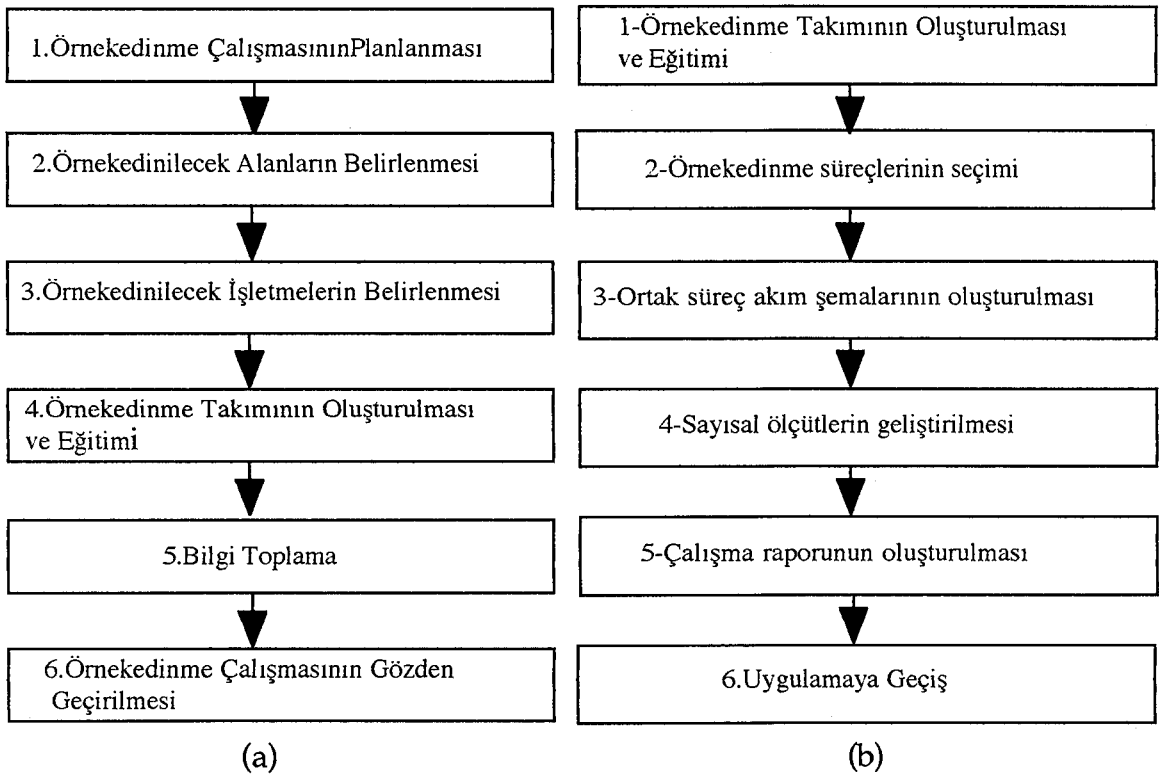 1.Örnekedinme ÇalışmasınınPlanlanması
2.Örnekedinilecek Alanların Belirlenmesi
3.Örnekedinilecek İşletmelerin Belirlenmesi
4.Örnekedinme Takımının Oluşturulması
ve Eğitimi
5.Bilgi Toplama
6.Örnekedinme Çalışmasının Gözden
Geçirilmesi
(a)
1-Örnekedinme Takımının Oluşturulması
ve Eğitimi
2-Örnekedinme süreçlerinin seçimi
3-Ortak süreç akım şemalarının oluşturulması
4-Sayısal ölçütlerin geliştirilmesi
5-Çalışma raporunun oluşturulması
6.Uygulamaya Geçiş
(b)